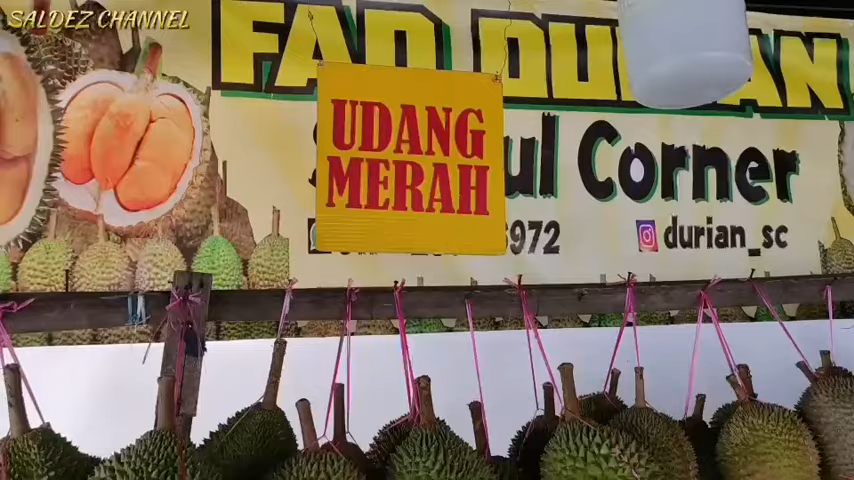 SALDEZ CHANNEL
FAD DURIAN
UDANG
MERAH
ul Corner
972
durian_sc